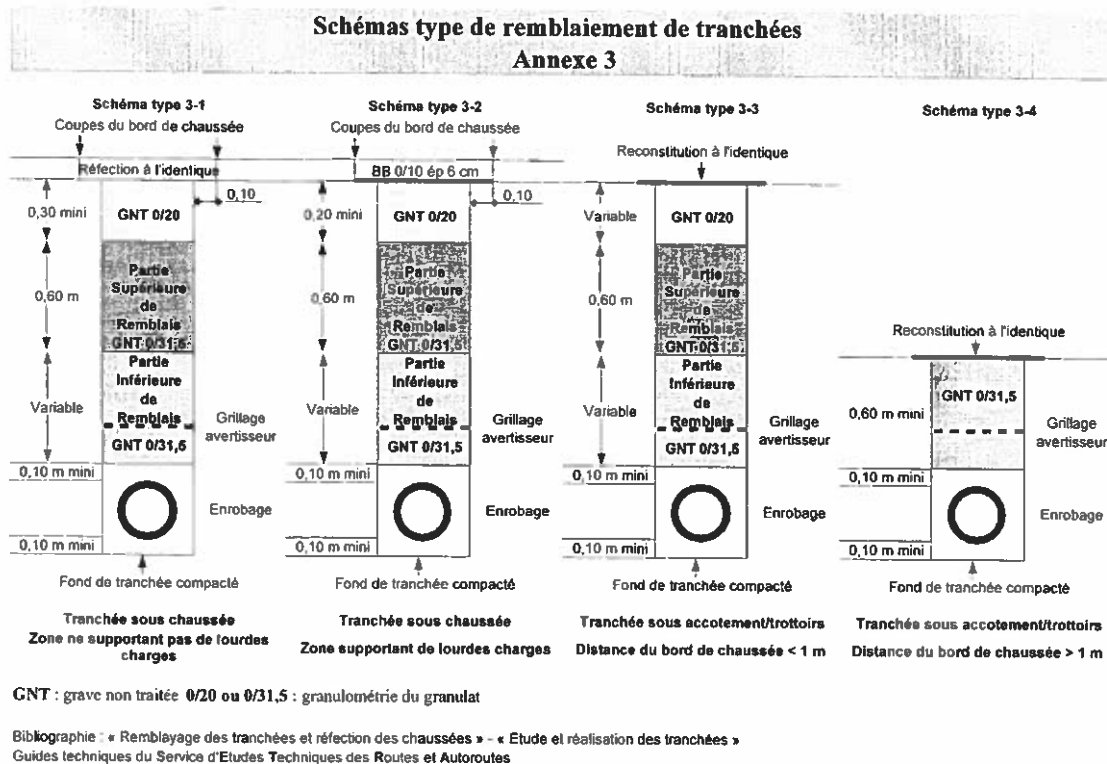 Schémas type de remblaiement de tranchées
Annexe 3
Schéma type 3-1
Coupes du bord de chaussée
Réfection à l'identique
0,10
0,30 mini
GNT 0/20
0,60 m
Partie
Supérieure
de
Remblais
GNT 0/31,5
Variable
Partie
Inférieure
de
Remblais
GNT 0/31,5
Grillage
avertisseur
0,10 m mini
Enrobage
0,10 m mini
Fond de tranchée compacté
Tranchée sous chaussée
Zone ne supportant pas de lourdes
charges
Schéma type 3-2
Coupes du bord de chaussée
BB 0/10 ép 6 cm
0,10
0,20 mini
GNT 0/20
0,60 m
Partie
Supérieure
de
Remblais
GNT 0/31,5
Variable
Partie
Inférieure
de
Remblais
GNT 0/31,5
Grillage
avertisseur
0,10 m mini
Enrobage
0,10 m mini
Fond de tranchée compacté
Tranchée sous chaussée
Zone supportant de lourdes charges
Schéma type 3-3
Reconstitution à l'identique
Variable
GNT 0/20
0,60 m
Partie
Supérieure
de
Remblais
GNT 0/31,5
Variable
Partie
Inférieure
de
Remblais
GNT 0/31,5
Grillage
avertisseur
0,10 m mini
Enrobage
0,10 m mini
Fond de tranchée compacté
Tranchée sous accotement/trottoirs
Distance du bord de chaussée < 1 m
Schéma type 3-4
Reconstitution à l'identique
0,60 m mini
GNT 0/31,5
Grillage
avertisseur
0,10 m mini
Enrobage
0,10 m mini
Fond de tranchée compacté
Tranchée sous accotement/trottoirs
Distance du bord de chaussée > 1 m
GNT : grave non traitée 0/20 ou 0/31,5 : granulométrie du granulat
Bibliographie : « Remblayage des tranchées et réfection des chaussées » - « Etude et réalisation des tranchées »
Guides techniques du Service d'Etudes Techniques des Routes et Autoroutes